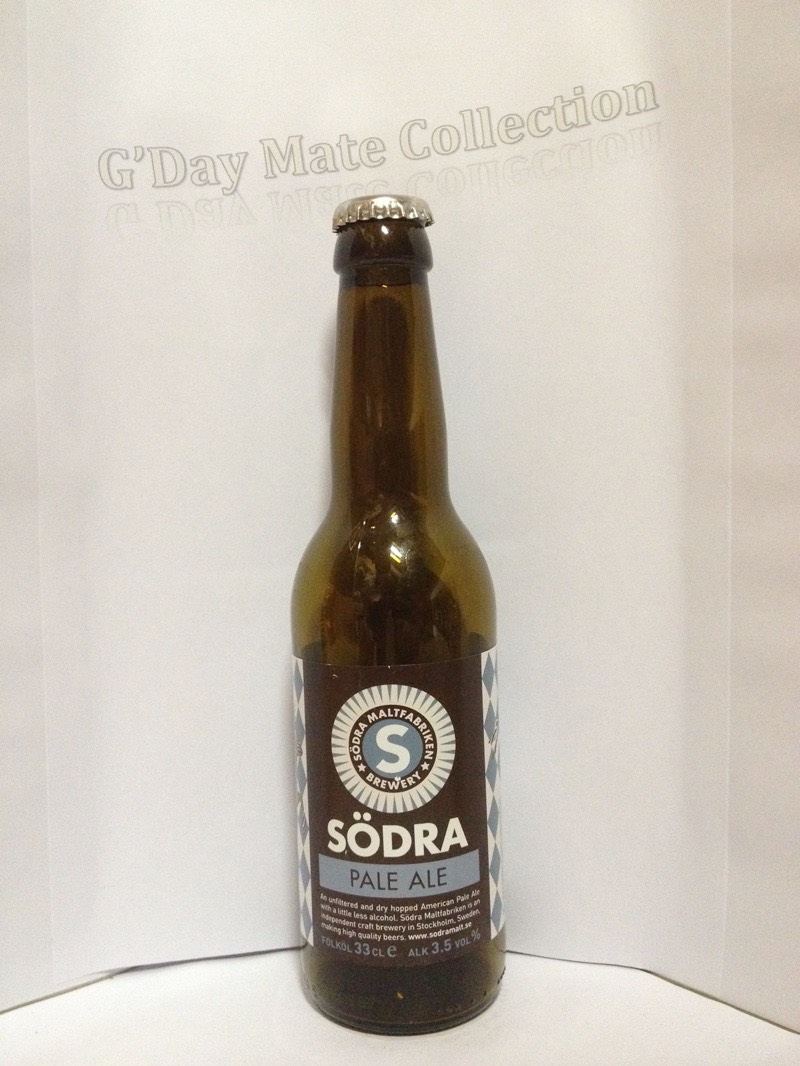 G'Day Mate Collection
SÖDRA MALTFABRIKEN
S
BREWERY
SÖDRA
PALE ALE
An unfiltered and dry hopped American Pale Ale
with a little less alcohol. Södra Maltfabriken is an
independent craft brewery in Stockholm, Sweden,
making high quality beers. www.sodramalt.se
FOLKÖL 33 CL e ALK 3.5 VOL %